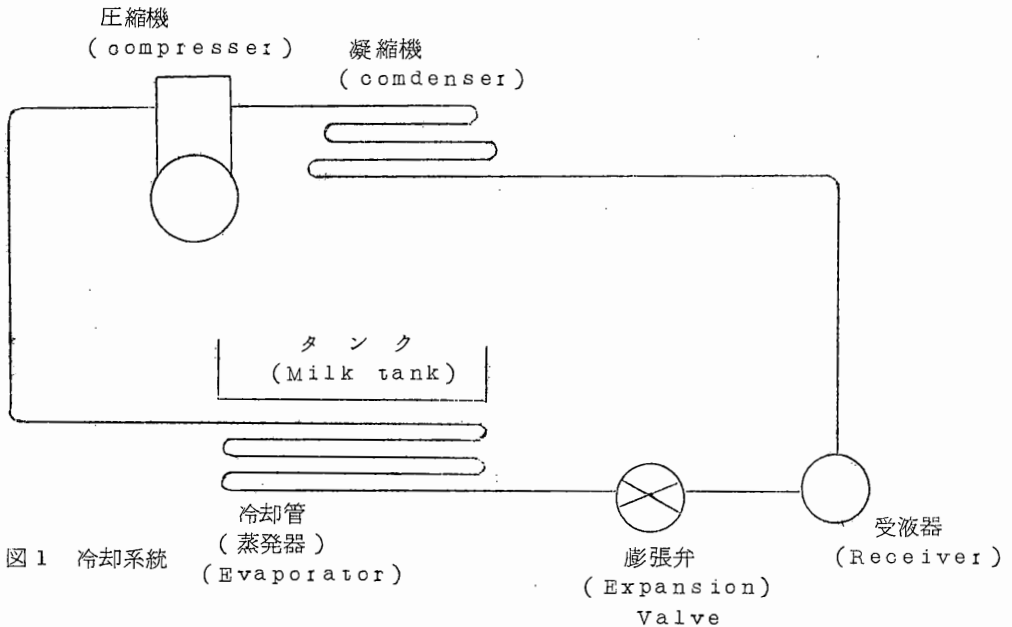 圧縮機
(compresser)
凝縮機
(comdenser)
タンク
(Milk tank)
冷却管
(蒸発器)
(Evaporator)
膨張弁
(Expansion)
Valve
受液器
(Receiver)
図1 冷却系統